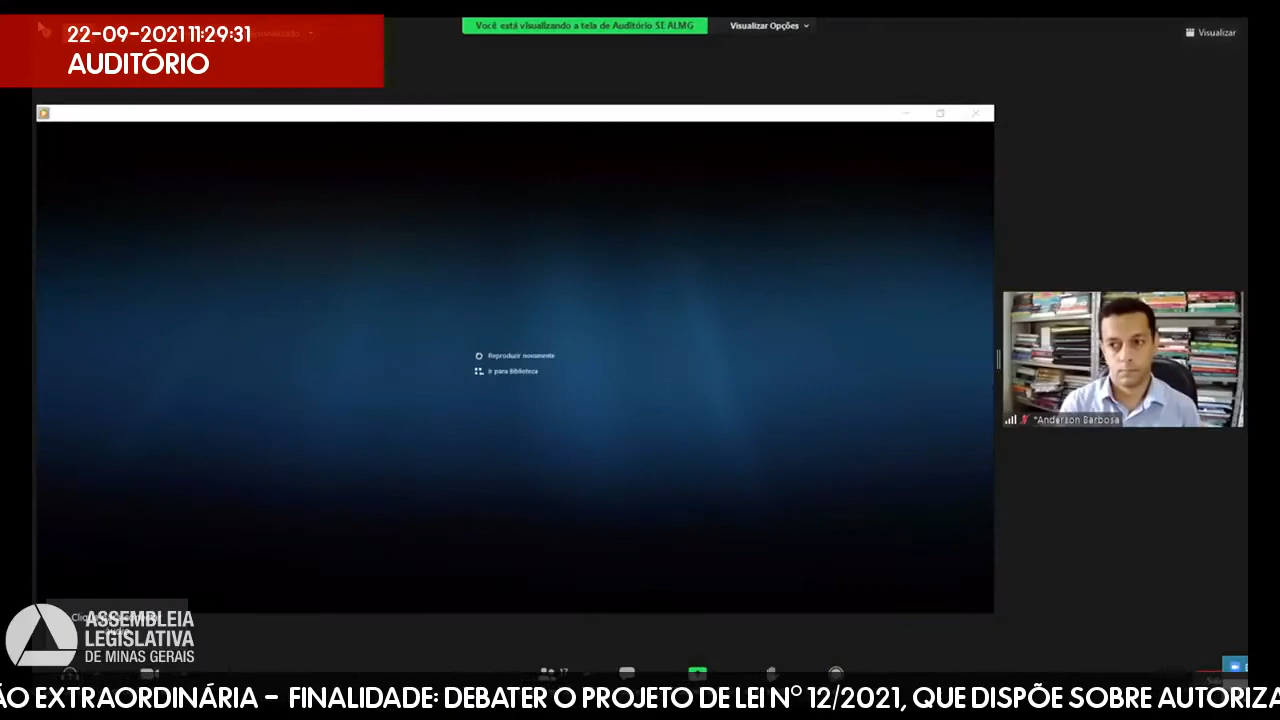 22-09-2021 11:29:31
AUDITÓRIO
Você está visualizando a tela de Auditório SE ALMG
Visualizar Opções
Visualizar
Reproduzir novamente
Ir para Biblioteca
*Anderson Barbosa
ASSEMBLEIA
LEGISLATIVA
DE MINAS GERAIS
17
ÃO EXTRAORDINÁRIA – FINALIDADE: DEBATER O PROJETO DE LEI Nº 12/2021, QUE DISPÕE SOBRE AUTORIZA